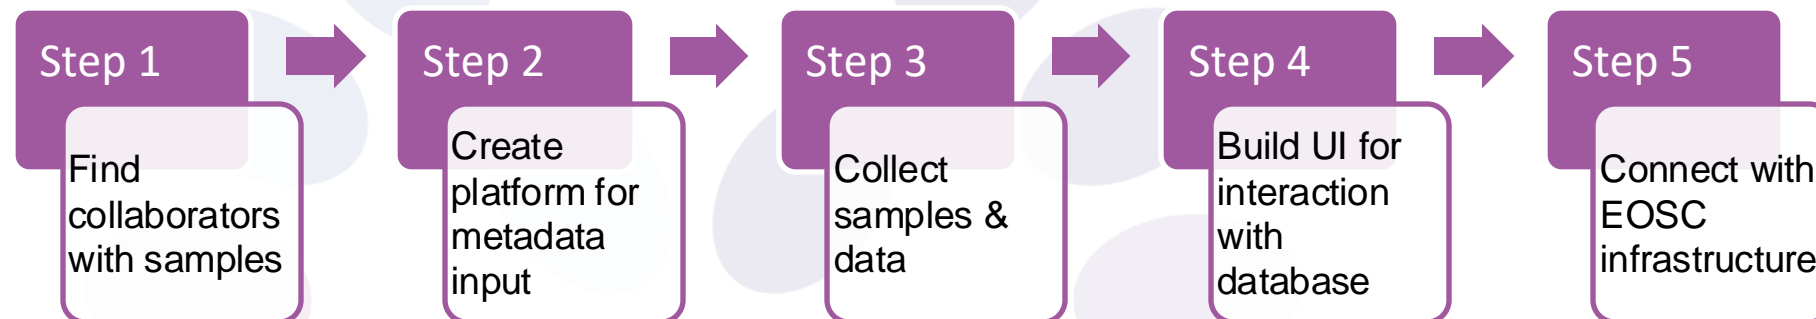 Step 1
Find
collaborators
with samples
Step 2
Create
platform for
metadata
input
Step 3
Collect
samples &
data
Step 4
Build UI for
interaction
with
database
Step 5
Connect with
EOSC
infrastructure